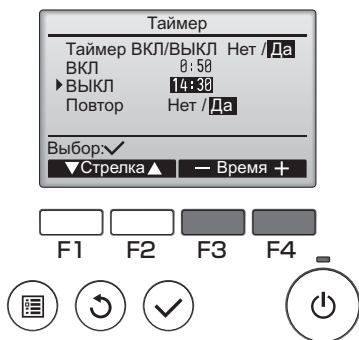 Таймер
Таймер ВКЛ/ВЫКЛ Нет / Да
ВКЛ 0:50
▶ВЫКЛ 14:30
Повтор Нет / Да
Выбор:✓
▼Стрелка▲ — Время +
F1 F2 F3 F4